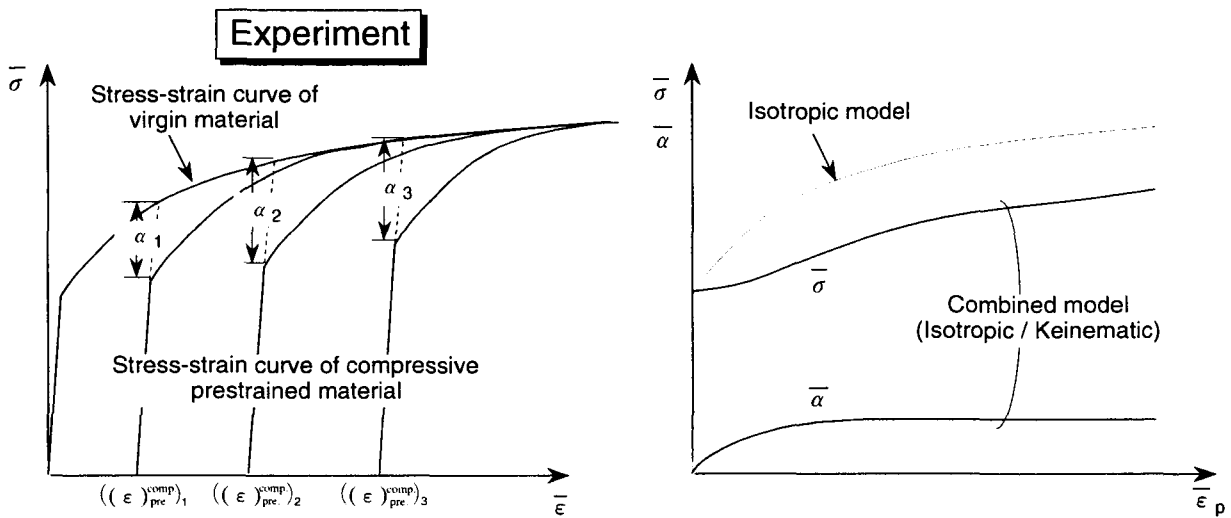 Experiment
σ̅
Stress-strain curve of
virgin material
α 1
α 2
α 3
Stress-strain curve of compressive
prestrained material
((ε)comp pre.)1
((ε)comp pre.)2
((ε)comp pre.)3
ε̅
σ̅
α̅
Isotropic model
σ̅
Combined model
(Isotropic / Keinematic)
α̅
ε̅ p